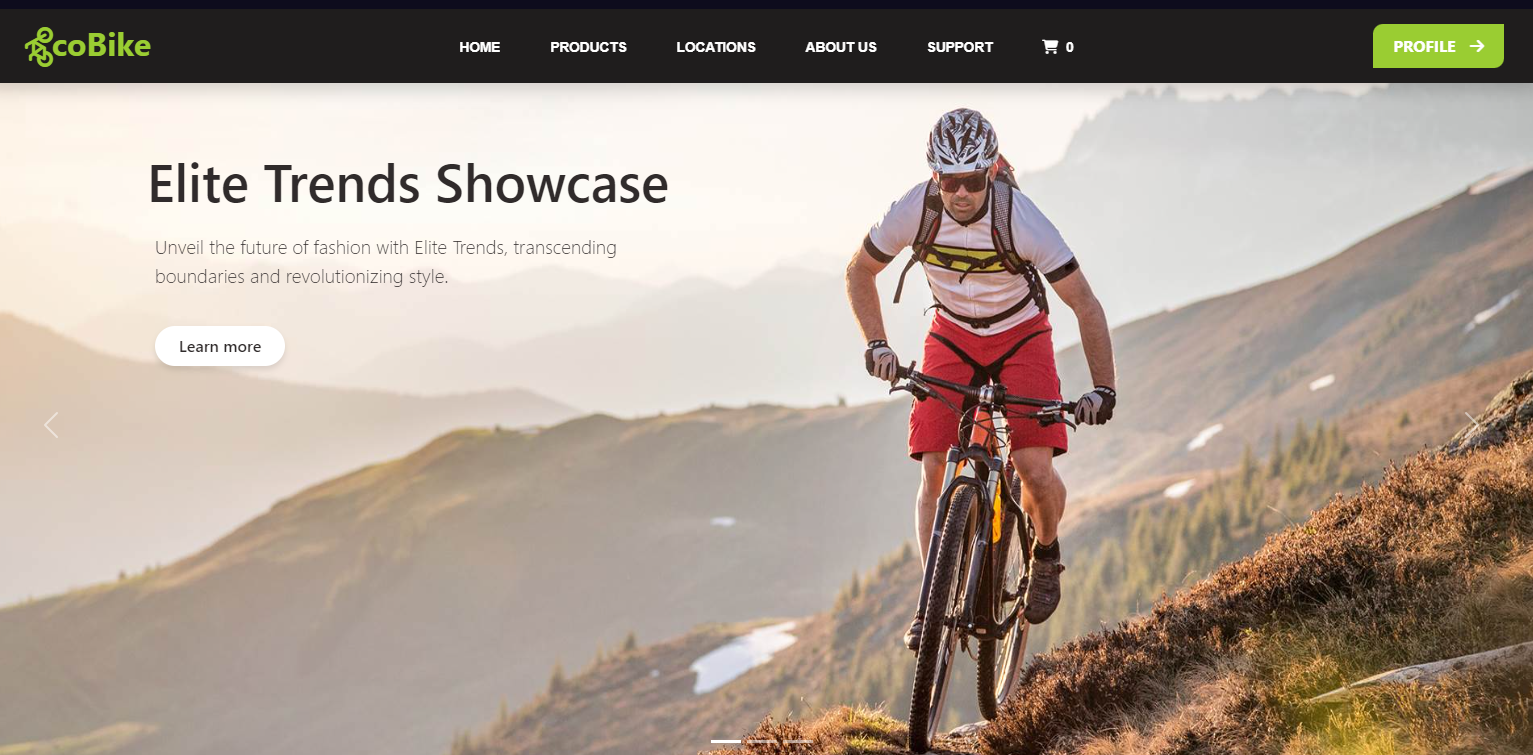 coBike
HOME
PRODUCTS
LOCATIONS
ABOUT US
SUPPORT
0
PROFILE
Elite Trends Showcase
Unveil the future of fashion with Elite Trends, transcending
boundaries and revolutionizing style.
Learn more